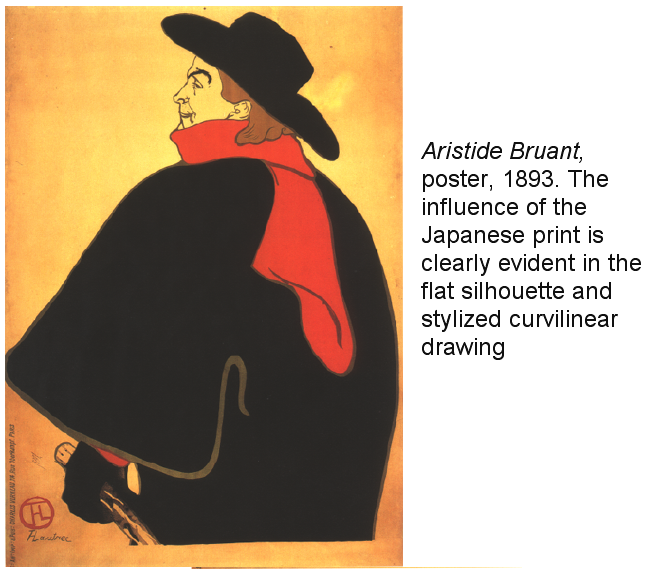 Aristide Bruant,
poster, 1893. The
influence of the
Japanese print is
clearly evident in the
flat silhouette and
stylized curvilinear
drawing
HTL